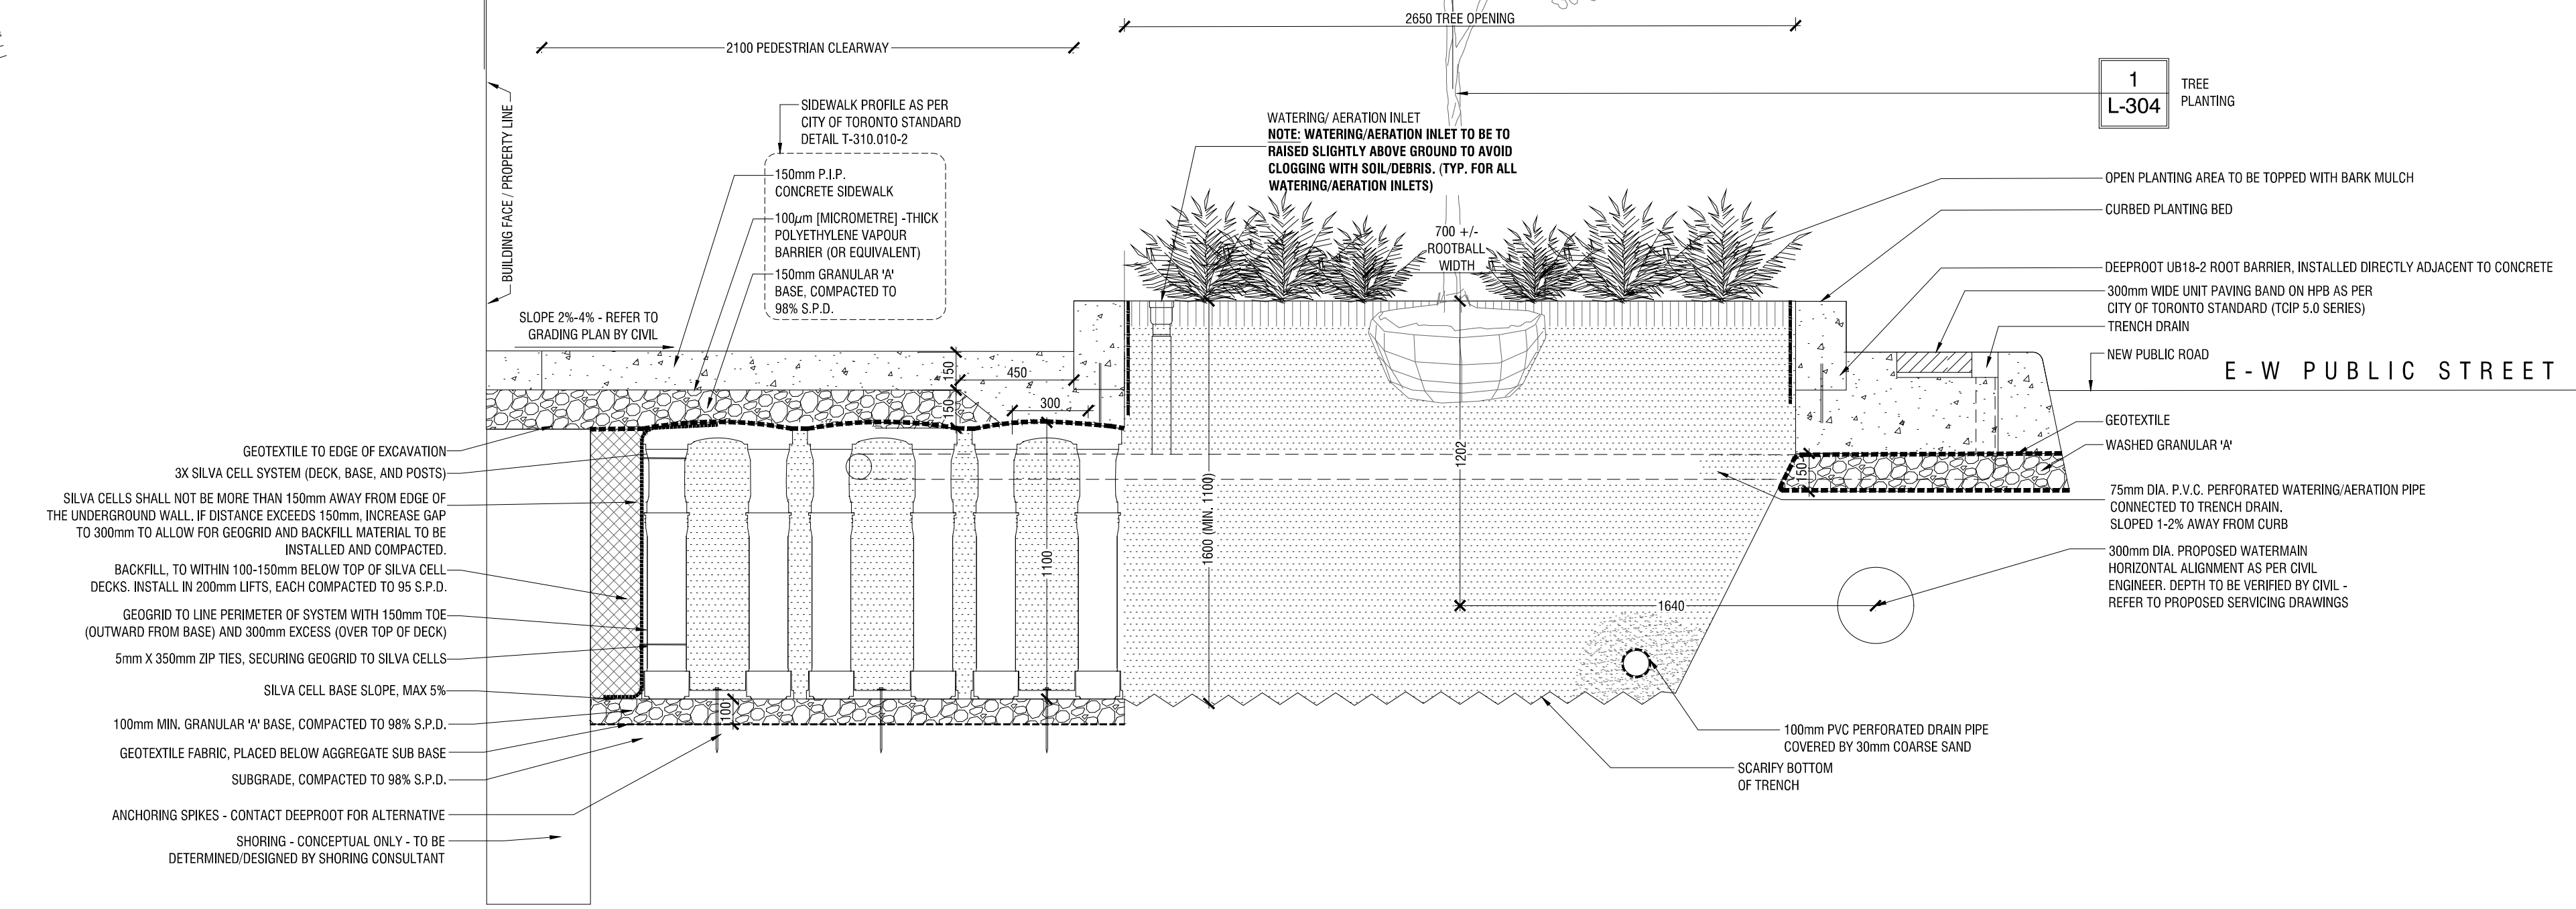 2650 TREE OPENING
2100 PEDESTRIAN CLEARWAY
BUILDING FACE / PROPERTY LINE
SIDEWALK PROFILE AS PER
CITY OF TORONTO STANDARD
DETAIL T-310.010-2
150mm P.I.P.
CONCRETE SIDEWALK
100µm [MICROMETRE] -THICK
POLYETHYLENE VAPOUR
BARRIER (OR EQUIVALENT)
150mm GRANULAR 'A'
BASE, COMPACTED TO
98% S.P.D.
SLOPE 2%-4% - REFER TO
GRADING PLAN BY CIVIL
WATERING/ AERATION INLET
NOTE: WATERING/AERATION INLET TO BE TO
RAISED SLIGHTLY ABOVE GROUND TO AVOID
CLOGGING WITH SOIL/DEBRIS. (TYP. FOR ALL
WATERING/AERATION INLETS)
700 +/-
ROOTBALL
WIDTH
1
L-304
TREE
PLANTING
OPEN PLANTING AREA TO BE TOPPED WITH BARK MULCH
CURBED PLANTING BED
DEEPROOT UB18-2 ROOT BARRIER, INSTALLED DIRECTLY ADJACENT TO CONCRETE
300mm WIDE UNIT PAVING BAND ON HPB AS PER
CITY OF TORONTO STANDARD (TCIP 5.0 SERIES)
TRENCH DRAIN
NEW PUBLIC ROAD
E-W PUBLIC STREET
GEOTEXTILE
WASHED GRANULAR 'A'
75mm DIA. P.V.C. PERFORATED WATERING/AERATION PIPE
CONNECTED TO TRENCH DRAIN.
SLOPED 1-2% AWAY FROM CURB
300mm DIA. PROPOSED WATERMAIN
HORIZONTAL ALIGNMENT AS PER CIVIL
ENGINEER. DEPTH TO BE VERIFIED BY CIVIL -
REFER TO PROPOSED SERVICING DRAWINGS
150
450
150
300
1100
100
1600 (MIN. 1100)
1202
1640
150
GEOTEXTILE TO EDGE OF EXCAVATION
3X SILVA CELL SYSTEM (DECK, BASE, AND POSTS)
SILVA CELLS SHALL NOT BE MORE THAN 150mm AWAY FROM EDGE OF
THE UNDERGROUND WALL. IF DISTANCE EXCEEDS 150mm, INCREASE GAP
TO 300mm TO ALLOW FOR GEOGRID AND BACKFILL MATERIAL TO BE
INSTALLED AND COMPACTED.
BACKFILL, TO WITHIN 100-150mm BELOW TOP OF SILVA CELL
DECKS. INSTALL IN 200mm LIFTS, EACH COMPACTED TO 95 S.P.D.
GEOGRID TO LINE PERIMETER OF SYSTEM WITH 150mm TOE
(OUTWARD FROM BASE) AND 300mm EXCESS (OVER TOP OF DECK)
5mm X 350mm ZIP TIES, SECURING GEOGRID TO SILVA CELLS
SILVA CELL BASE SLOPE, MAX 5%
100mm MIN. GRANULAR 'A' BASE, COMPACTED TO 98% S.P.D.
GEOTEXTILE FABRIC, PLACED BELOW AGGREGATE SUB BASE
SUBGRADE, COMPACTED TO 98% S.P.D.
ANCHORING SPIKES - CONTACT DEEPROOT FOR ALTERNATIVE
SHORING - CONCEPTUAL ONLY - TO BE
DETERMINED/DESIGNED BY SHORING CONSULTANT
100mm PVC PERFORATED DRAIN PIPE
COVERED BY 30mm COARSE SAND
SCARIFY BOTTOM
OF TRENCH